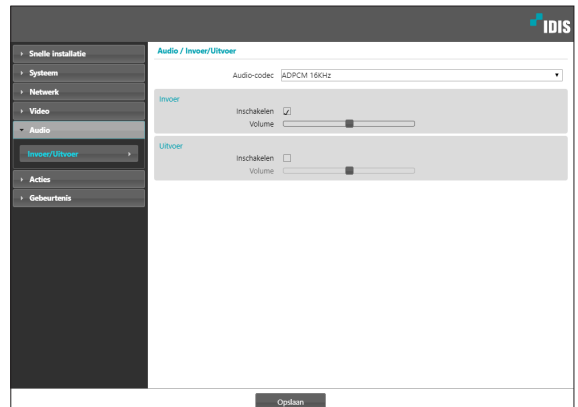 IDIS
Snelle installatie
Systeem
Netwerk
Video
Audio
Invoer/Uitvoer
Acties
Gebeurtenis
Audio / Invoer/Uitvoer
Audio-codec ADPCM 16KHz
Invoer
Inschakelen
Volume
Uitvoer
Inschakelen
Volume
Opslaan